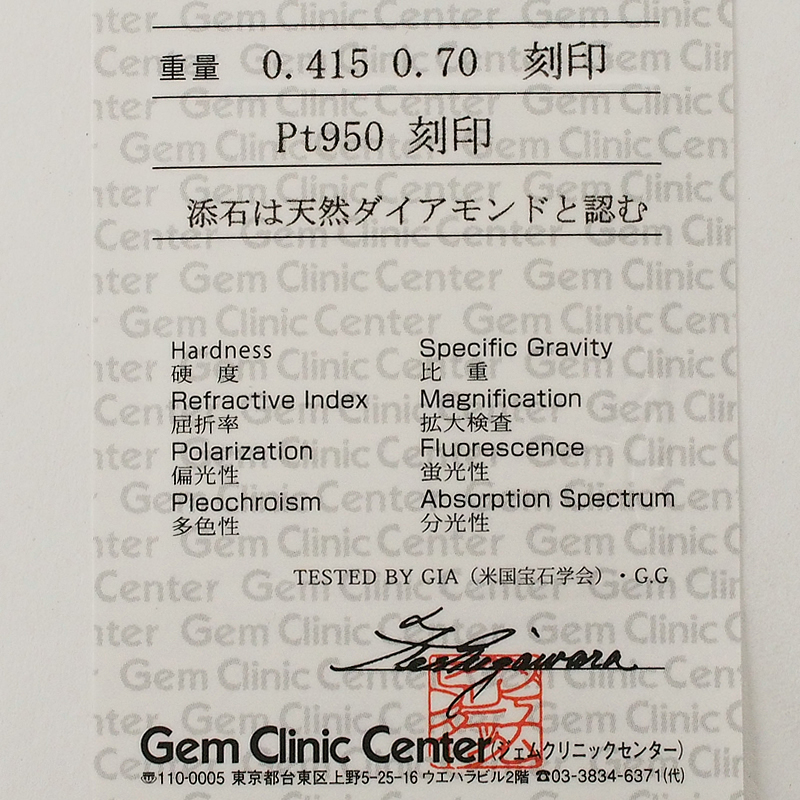 重量 0.415 0.70 刻印
Pt950 刻印
添石は天然ダイアモンドと認む
Hardness
硬 度
Specific Gravity
比 重
Refractive Index
屈折率
Magnification
拡大検査
Polarization
偏光性
Fluorescence
蛍光性
Pleochroism
多色性
Absorption Spectrum
分光性
TESTED BY GIA (米国宝石学会)・G.G
Gem Clinic Center (ジェムクリニックセンター)
〠110-0005 東京都台東区上野5-25-16 ウエハラビル2階 ☎03-3834-6371(代)